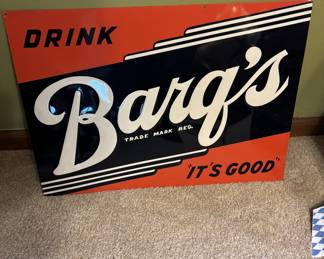 DRINK
Barq's
TRADE MARK REG.
"IT'S GOOD"